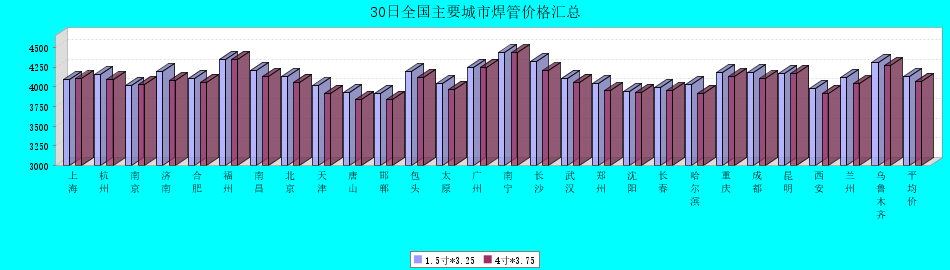 30日全国主要城市焊管价格汇总
4500
4250
4000
3750
3500
3250
3000
上海 杭州 南京 济南 合肥 福州 南昌 北京 天津 唐山 邯郸 包头 太原 广州 南宁 长沙 武汉 郑州 沈阳 长春 哈尔滨 重庆 成都 昆明 西安 兰州 乌鲁木齐 平均价
1.5寸*3.25 4寸*3.75